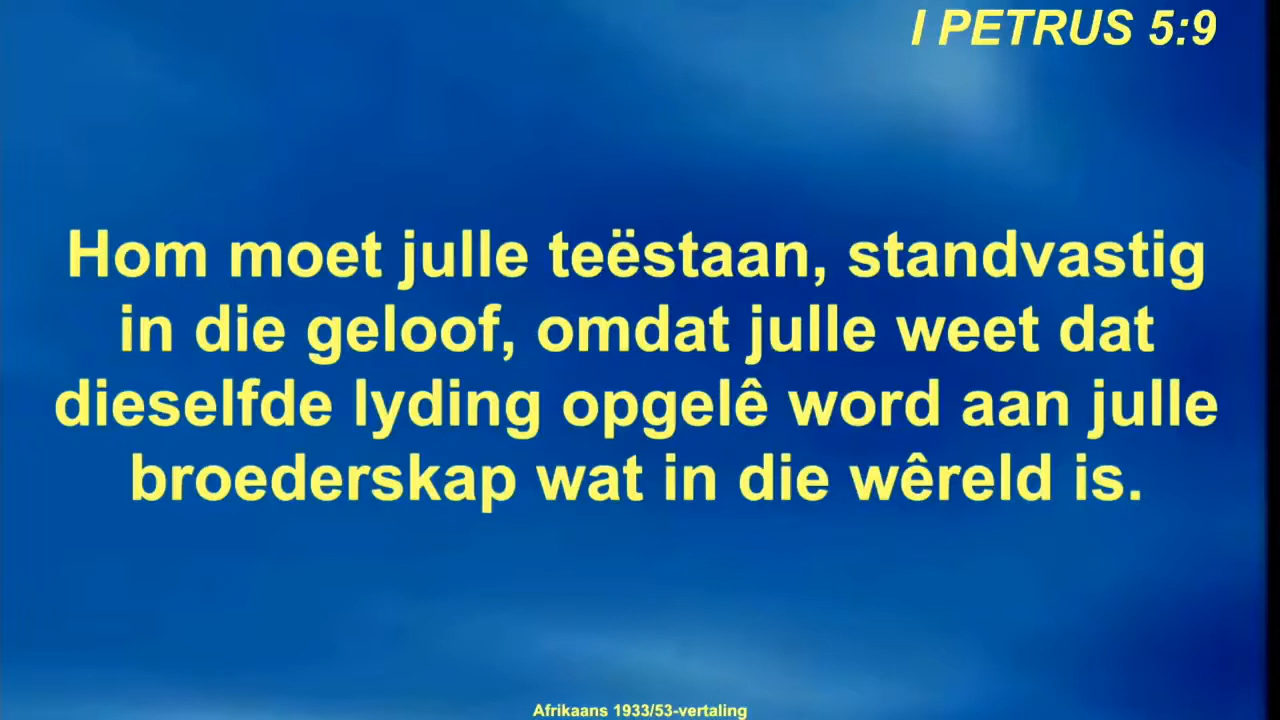 I PETRUS 5:9
Hom moet julle teëstaan, standvastig
in die geloof, omdat julle weet dat
dieselfde lyding opgelê word aan julle
broederskap wat in die wêreld is.
Afrikaans 1933/53-vertaling